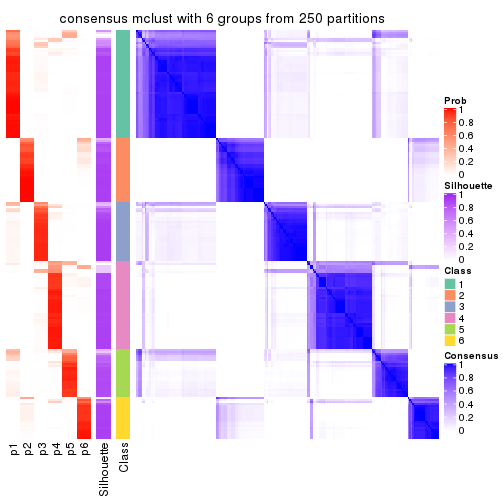 consensus mclust with 6 groups from 250 partitions
Prob
1
0.8
0.6
0.4
0.2
0
Silhouette
1
0.8
0.6
0.4
0.2
0
Class
1
2
3
4
5
6
Consensus
1
0.8
0.6
0.4
0.2
0
p1
p2
p3
p4
p5
p6
Silhouette
Class